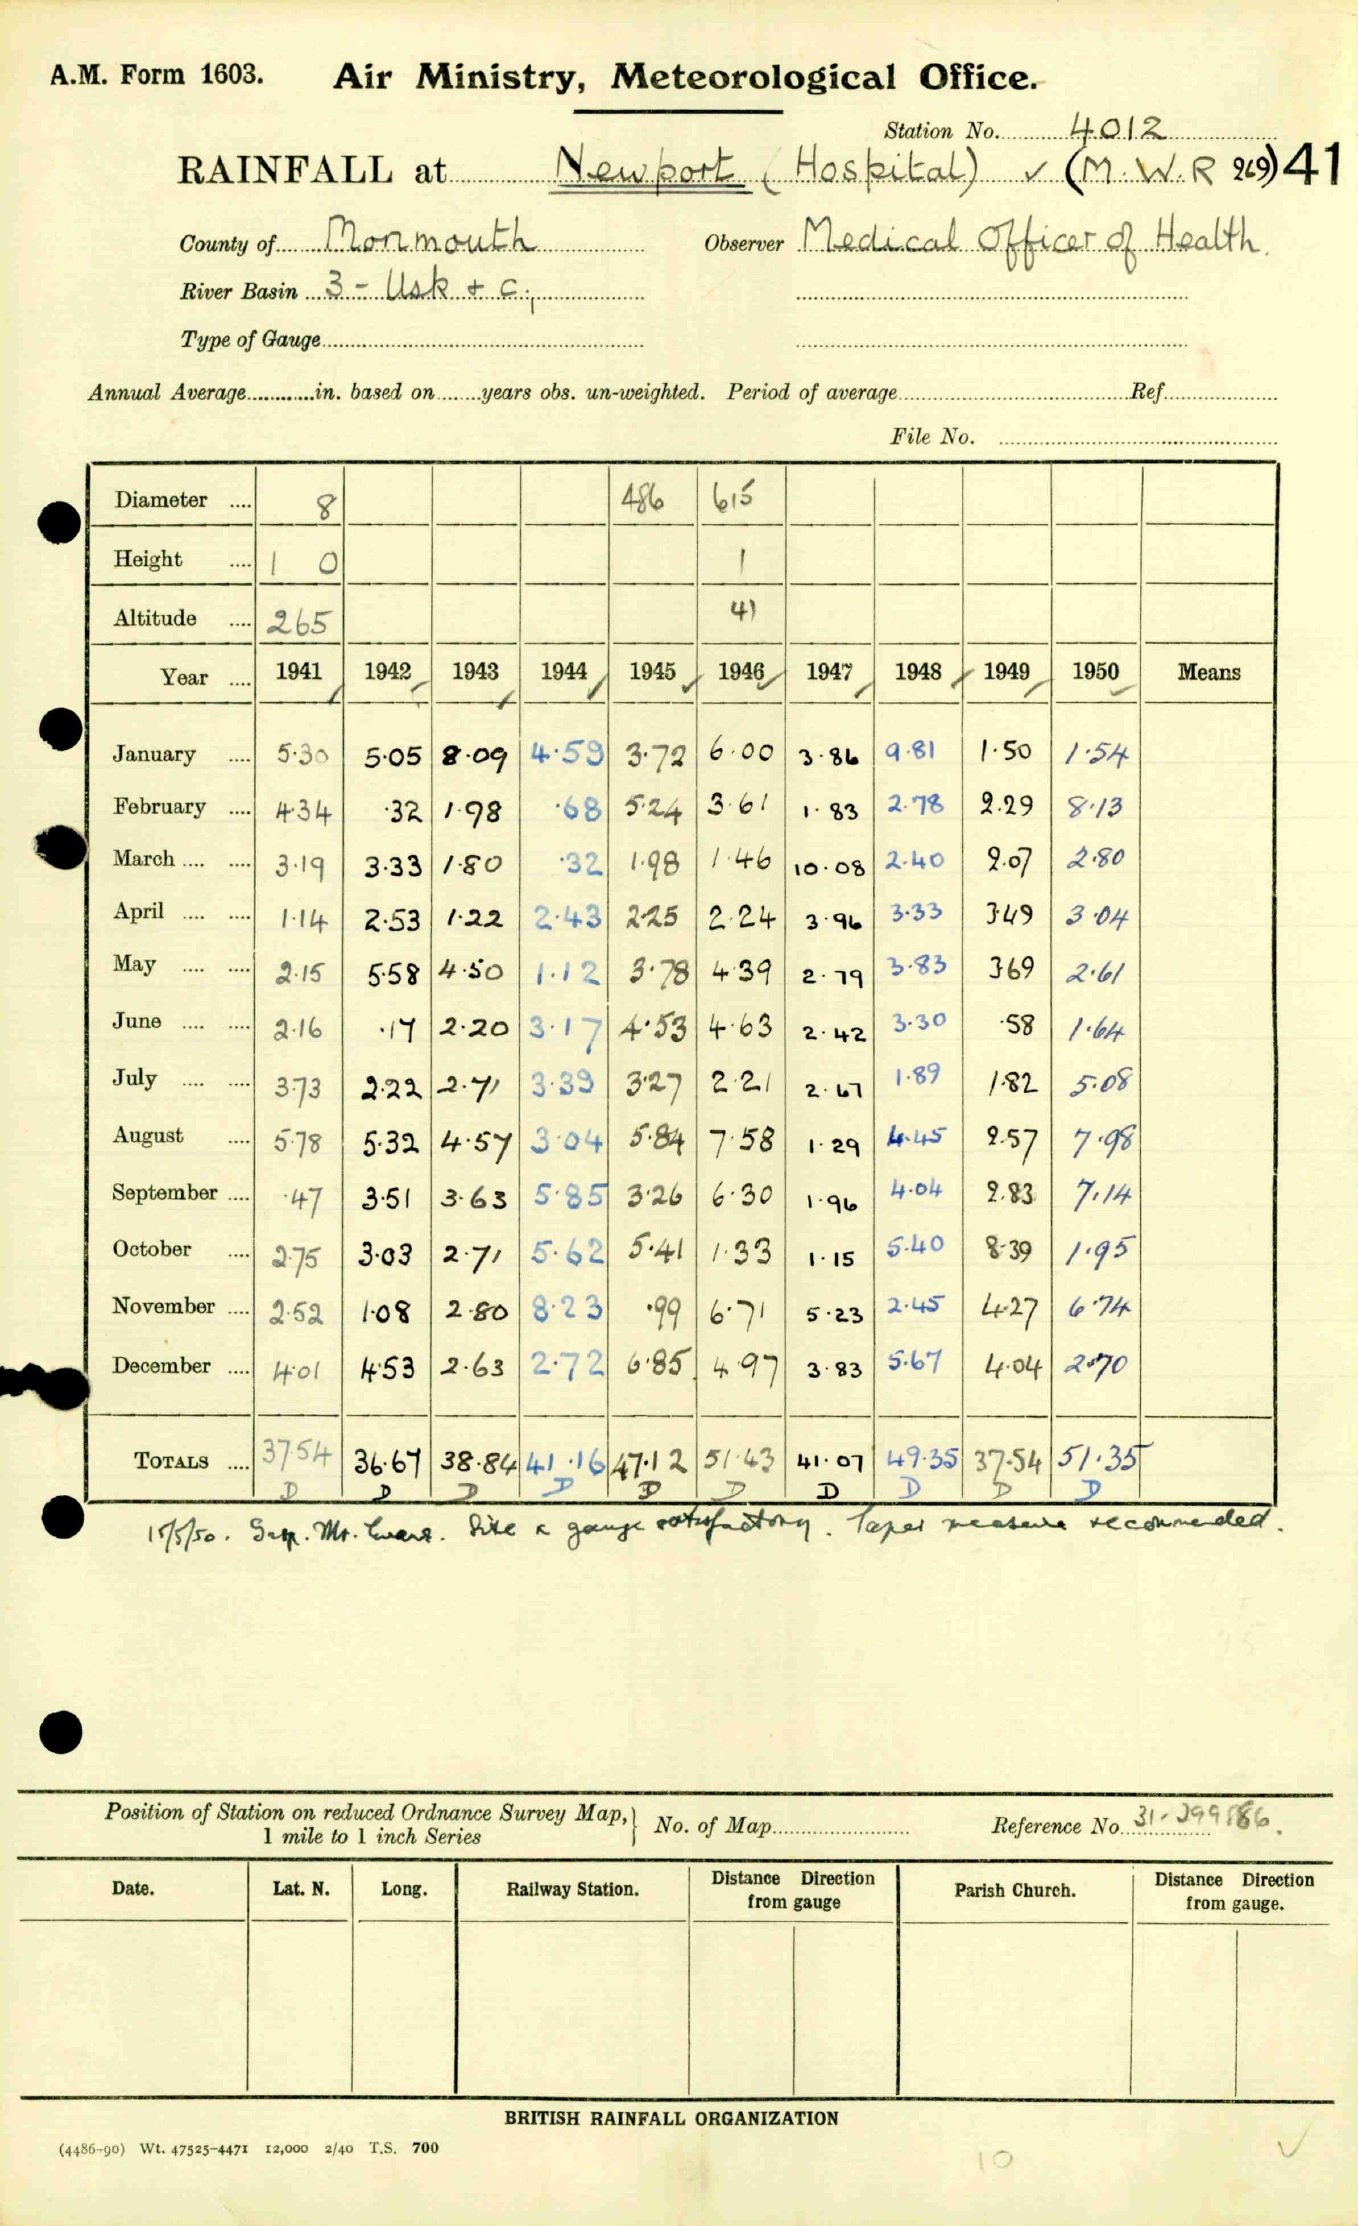 A.M. Form 1603. Air Ministry, Meteorological Office.
Station No. 4012
RAINFALL at Newport (Hospital) ✓ (M.W.R 269) 41
County of Monmouth Observer Medical Officer of Health.
River Basin 3 - Usk + c.,
Type of Gauge
Annual Average in. based on years obs. un-weighted. Period of average Ref.
File No.
Diameter .... 8 486 615
Height .... 1 0 1
Altitude .... 265 41
Year .... 1941 1942 1943 1944 1945 1946 1947 1948 1949 1950 Means
January .... 5·30 5·05 8·09 4·59 3·72 6·00 3·86 9·81 1·50 1·54
February .... 4·34 ·32 1·98 ·68 5·24 3·61 1·83 2·78 2·29 8·13
March .... .... 3·19 3·33 1·80 ·32 1·98 1·46 10·08 2·40 2·07 2·80
April .... .... 1·14 2·53 1·22 2·43 2·25 2·24 3·96 3·33 3·49 3·04
May .... .... 2·15 5·58 4·50 1·12 3·78 4·39 2·79 3·83 3·69 2·61
June .... .... 2·16 ·17 2·20 3·17 4·53 4·63 2·42 3·30 ·58 1·64
July .... .... 3·73 2·22 2·71 3·39 3·27 2·21 2·67 1·89 1·82 5·08
August .... 5·78 5·32 4·57 3·04 5·84 7·58 1·29 4·45 2·57 7·98
September .... ·47 3·51 3·63 5·85 3·26 6·30 1·96 4·04 2·83 7·14
October .... 2·75 3·03 2·71 5·62 5·41 1·33 1·15 5·40 8·39 1·95
November .... 2·52 1·08 2·80 8·23 ·99 6·71 5·23 2·45 4·27 6·74
December .... 4·01 4·53 2·63 2·72 6·85 4·97 3·83 5·67 4·04 2·70
TOTALS .... 37·54 36·67 38·84 41·16 47·12 51·43 41·07 49·35 37·54 51·35
D D D D D D D D D
15/5/50. Mr. Evans. Site & gauge satisfactory. Taper measure recommended.
Position of Station on reduced Ordnance Survey Map, 1 mile to 1 inch Series } No. of Map Reference No. 31-299886.
Date. Lat. N. Long. Railway Station. Distance Direction from gauge Parish Church. Distance Direction from gauge.
BRITISH RAINFALL ORGANIZATION
(4486-90) Wt. 47525-4471 12,000 2/40 T.S. 700
10 ✓